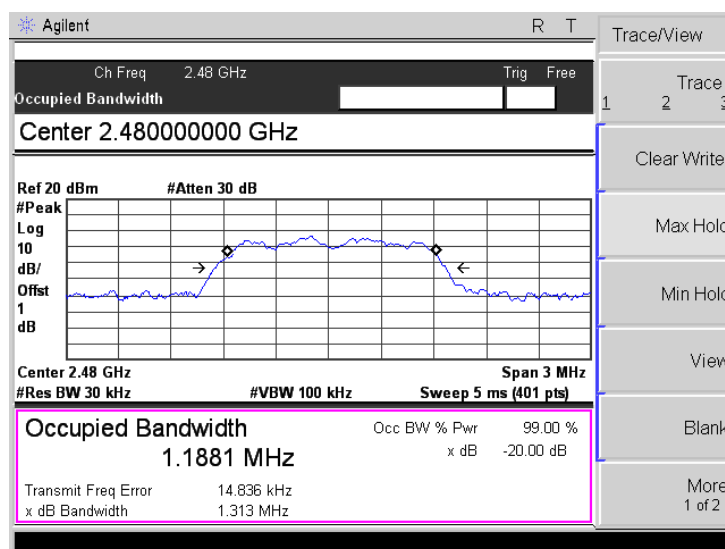 Agilent R T
Trace/View
Ch Freq 2.48 GHz Trig Free
Occupied Bandwidth
Trace
1 2 3
Center 2.480000000 GHz
Clear Write
Ref 20 dBm #Atten 30 dB
#Peak
Log
10
dB/
Offst
1
dB
Max Hold
Min Hold
View
Center 2.48 GHz Span 3 MHz
#Res BW 30 kHz #VBW 100 kHz Sweep 5 ms (401 pts)
Occupied Bandwidth Occ BW % Pwr 99.00 %
1.1881 MHz x dB -20.00 dB
Blank
Transmit Freq Error 14.836 kHz
x dB Bandwidth 1.313 MHz
More
1 of 2